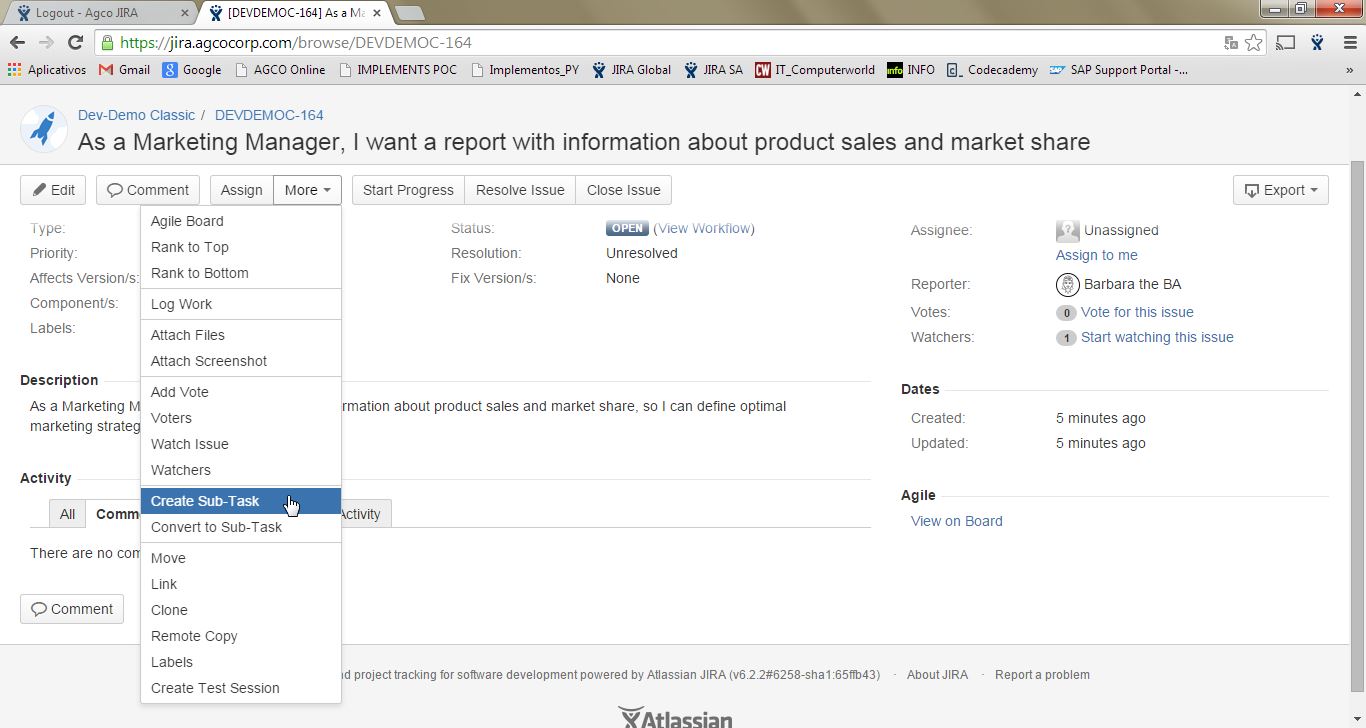 Logout - Agco JIRA
[DEVDEMOC-164] As a Ma
https://jira.agcocorp.com/browse/DEVDEMOC-164
Aplicativos Gmail Google AGCO Online IMPLEMENTS POC Implementos_PY JIRA Global JIRA SA CW IT_Computerworld info INFO Codecademy SAP Support Portal -... »
Dev-Demo Classic / DEVDEMOC-164
As a Marketing Manager, I want a report with information about product sales and market share
Edit Comment Assign More Start Progress Resolve Issue Close Issue Export
Type:
Priority:
Affects Version/s:
Component/s:
Labels:
Agile Board
Rank to Top
Rank to Bottom
Log Work
Attach Files
Attach Screenshot
Add Vote
Voters
Watch Issue
Watchers
Create Sub-Task
Convert to Sub-Task
Move
Link
Clone
Remote Copy
Labels
Create Test Session
Status: OPEN (View Workflow)
Resolution: Unresolved
Fix Version/s: None
Assignee: Unassigned
Assign to me
Reporter: Barbara the BA
Votes: 0 Vote for this issue
Watchers: 1 Start watching this issue
Description
As a Marketing M rmation about product sales and market share, so I can define optimal
marketing strateg
Dates
Created: 5 minutes ago
Updated: 5 minutes ago
Activity
All Comm Activity
There are no com
Comment
Agile
View on Board
d project tracking for software development powered by Atlassian JIRA (v6.2.2#6258-sha1:65ffb43) · About JIRA · Report a problem
Atlassian